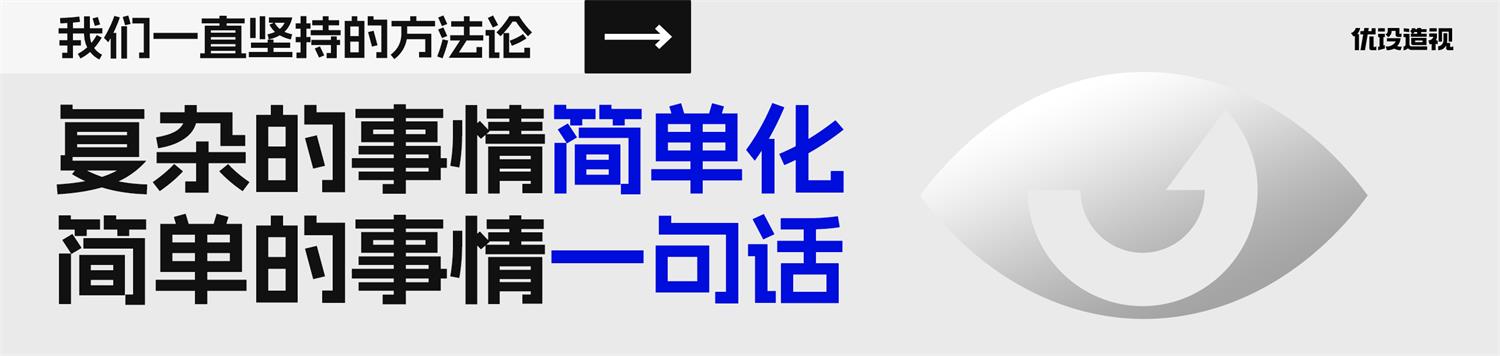 我们一直坚持的方法论
优设造视
复杂的事情简单化
简单的事情一句话